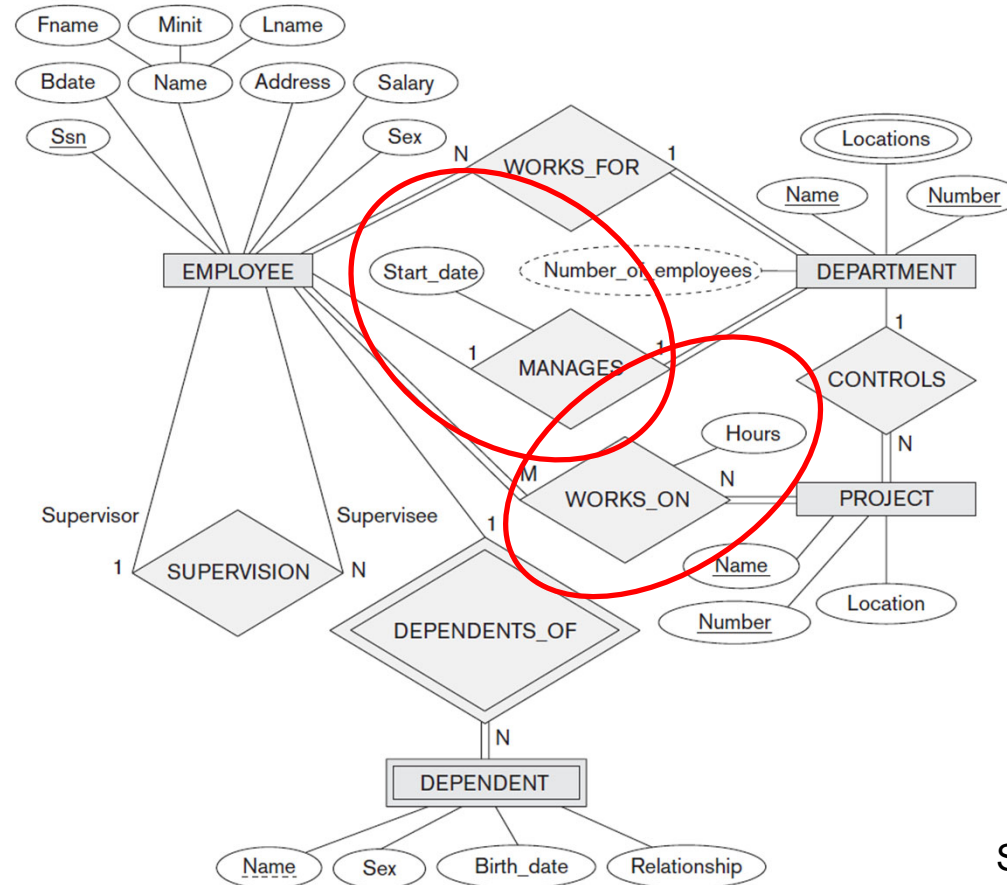 Fname
Minit
Lname
Bdate
Name
Address
Salary
Ssn
Sex
N
WORKS_FOR
1
Locations
Name
Number
EMPLOYEE
Start_date
Number_of_employees
DEPARTMENT
1
MANAGES
1
1
CONTROLS
N
Hours
M
WORKS_ON
N
PROJECT
Supervisor
Supervisee
1
SUPERVISION
N
1
Name
Number
Location
DEPENDENTS_OF
N
DEPENDENT
Name
Sex
Birth_date
Relationship
S